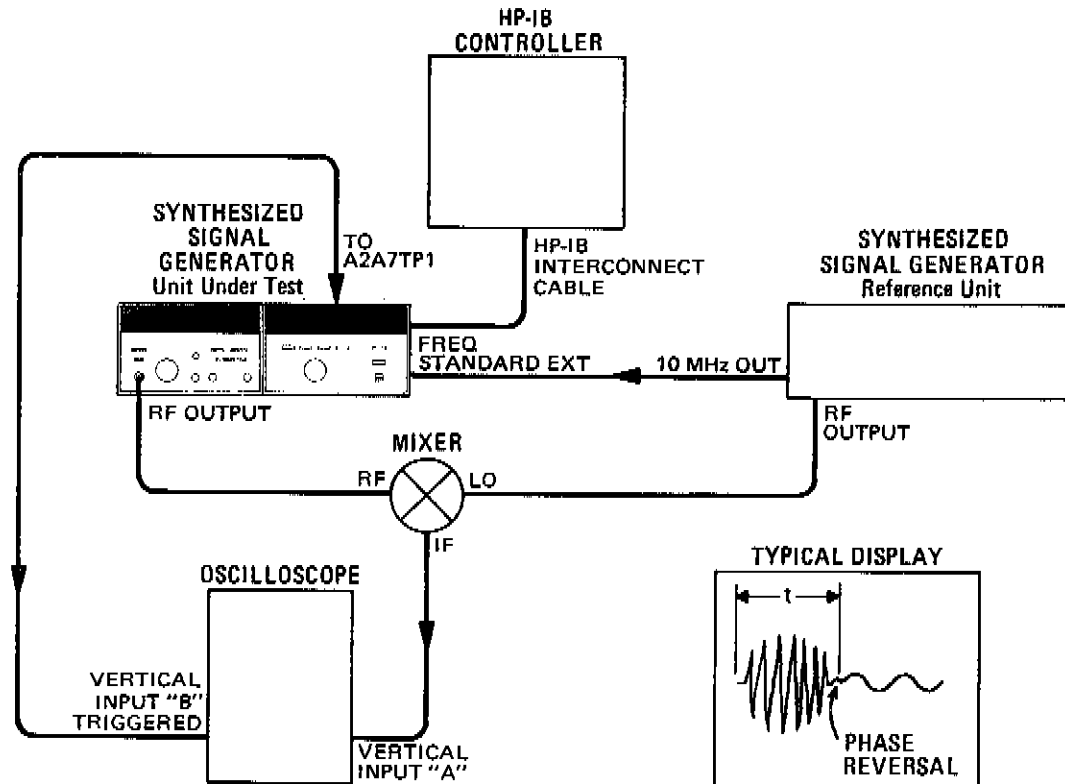 HP-IB
CONTROLLER
SYNTHESIZED
SIGNAL
GENERATOR
Unit Under Test
TO
A2A7TP1
HP-IB
INTERCONNECT
CABLE
SYNTHESIZED
SIGNAL GENERATOR
Reference Unit
FREQ
STANDARD EXT
10 MHz OUT
RF OUTPUT
RF
OUTPUT
MIXER
RF
LO
IF
OSCILLOSCOPE
TYPICAL DISPLAY
t
VERTICAL
INPUT "B"
TRIGGERED
VERTICAL
INPUT "A"
PHASE
REVERSAL